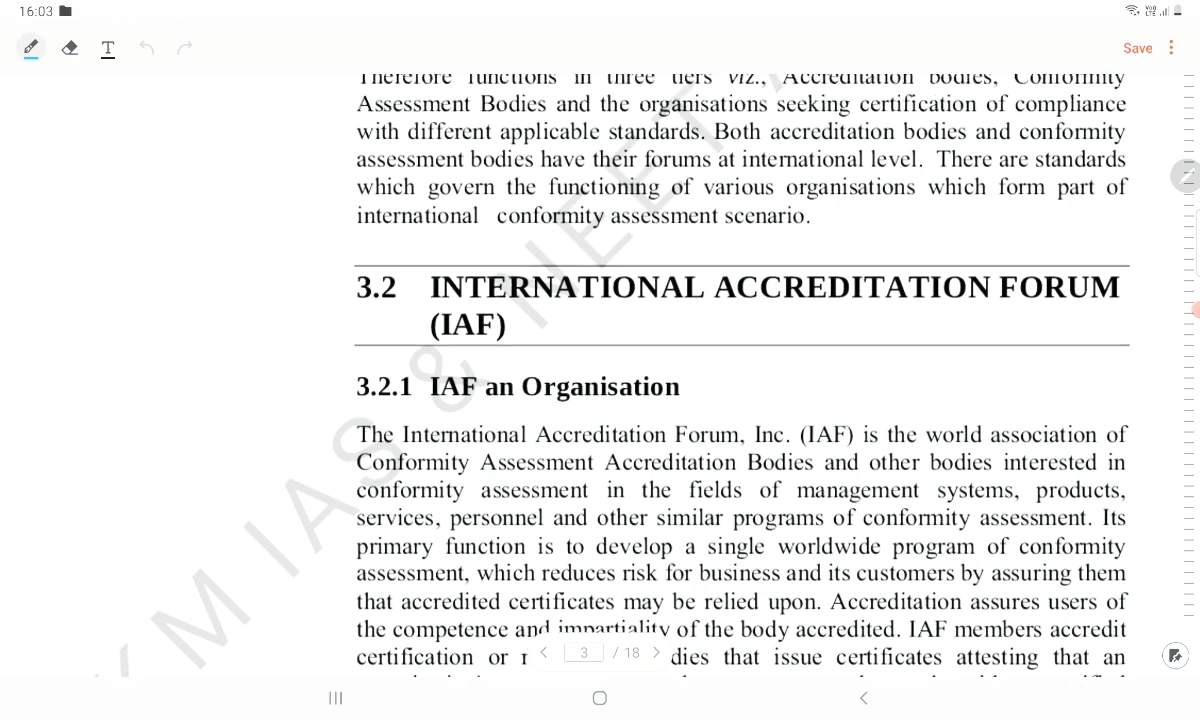 16:03
T
Save
Therefore functions in three tiers viz., Accreditation bodies, Conformity
Assessment Bodies and the organisations seeking certification of compliance
with different applicable standards. Both accreditation bodies and conformity
assessment bodies have their forums at international level. There are standards
which govern the functioning of various organisations which form part of
international conformity assessment scenario.
3.2 INTERNATIONAL ACCREDITATION FORUM
(IAF)
3.2.1 IAF an Organisation
The International Accreditation Forum, Inc. (IAF) is the world association of
Conformity Assessment Accreditation Bodies and other bodies interested in
conformity assessment in the fields of management systems, products,
services, personnel and other similar programs of conformity assessment. Its
primary function is to develop a single worldwide program of conformity
assessment, which reduces risk for business and its customers by assuring them
that accredited certificates may be relied upon. Accreditation assures users of
the competence and impartiality of the body accredited. IAF members accredit
certification or dies that issue certificates attesting that an
3 / 18
M IAS & NEET